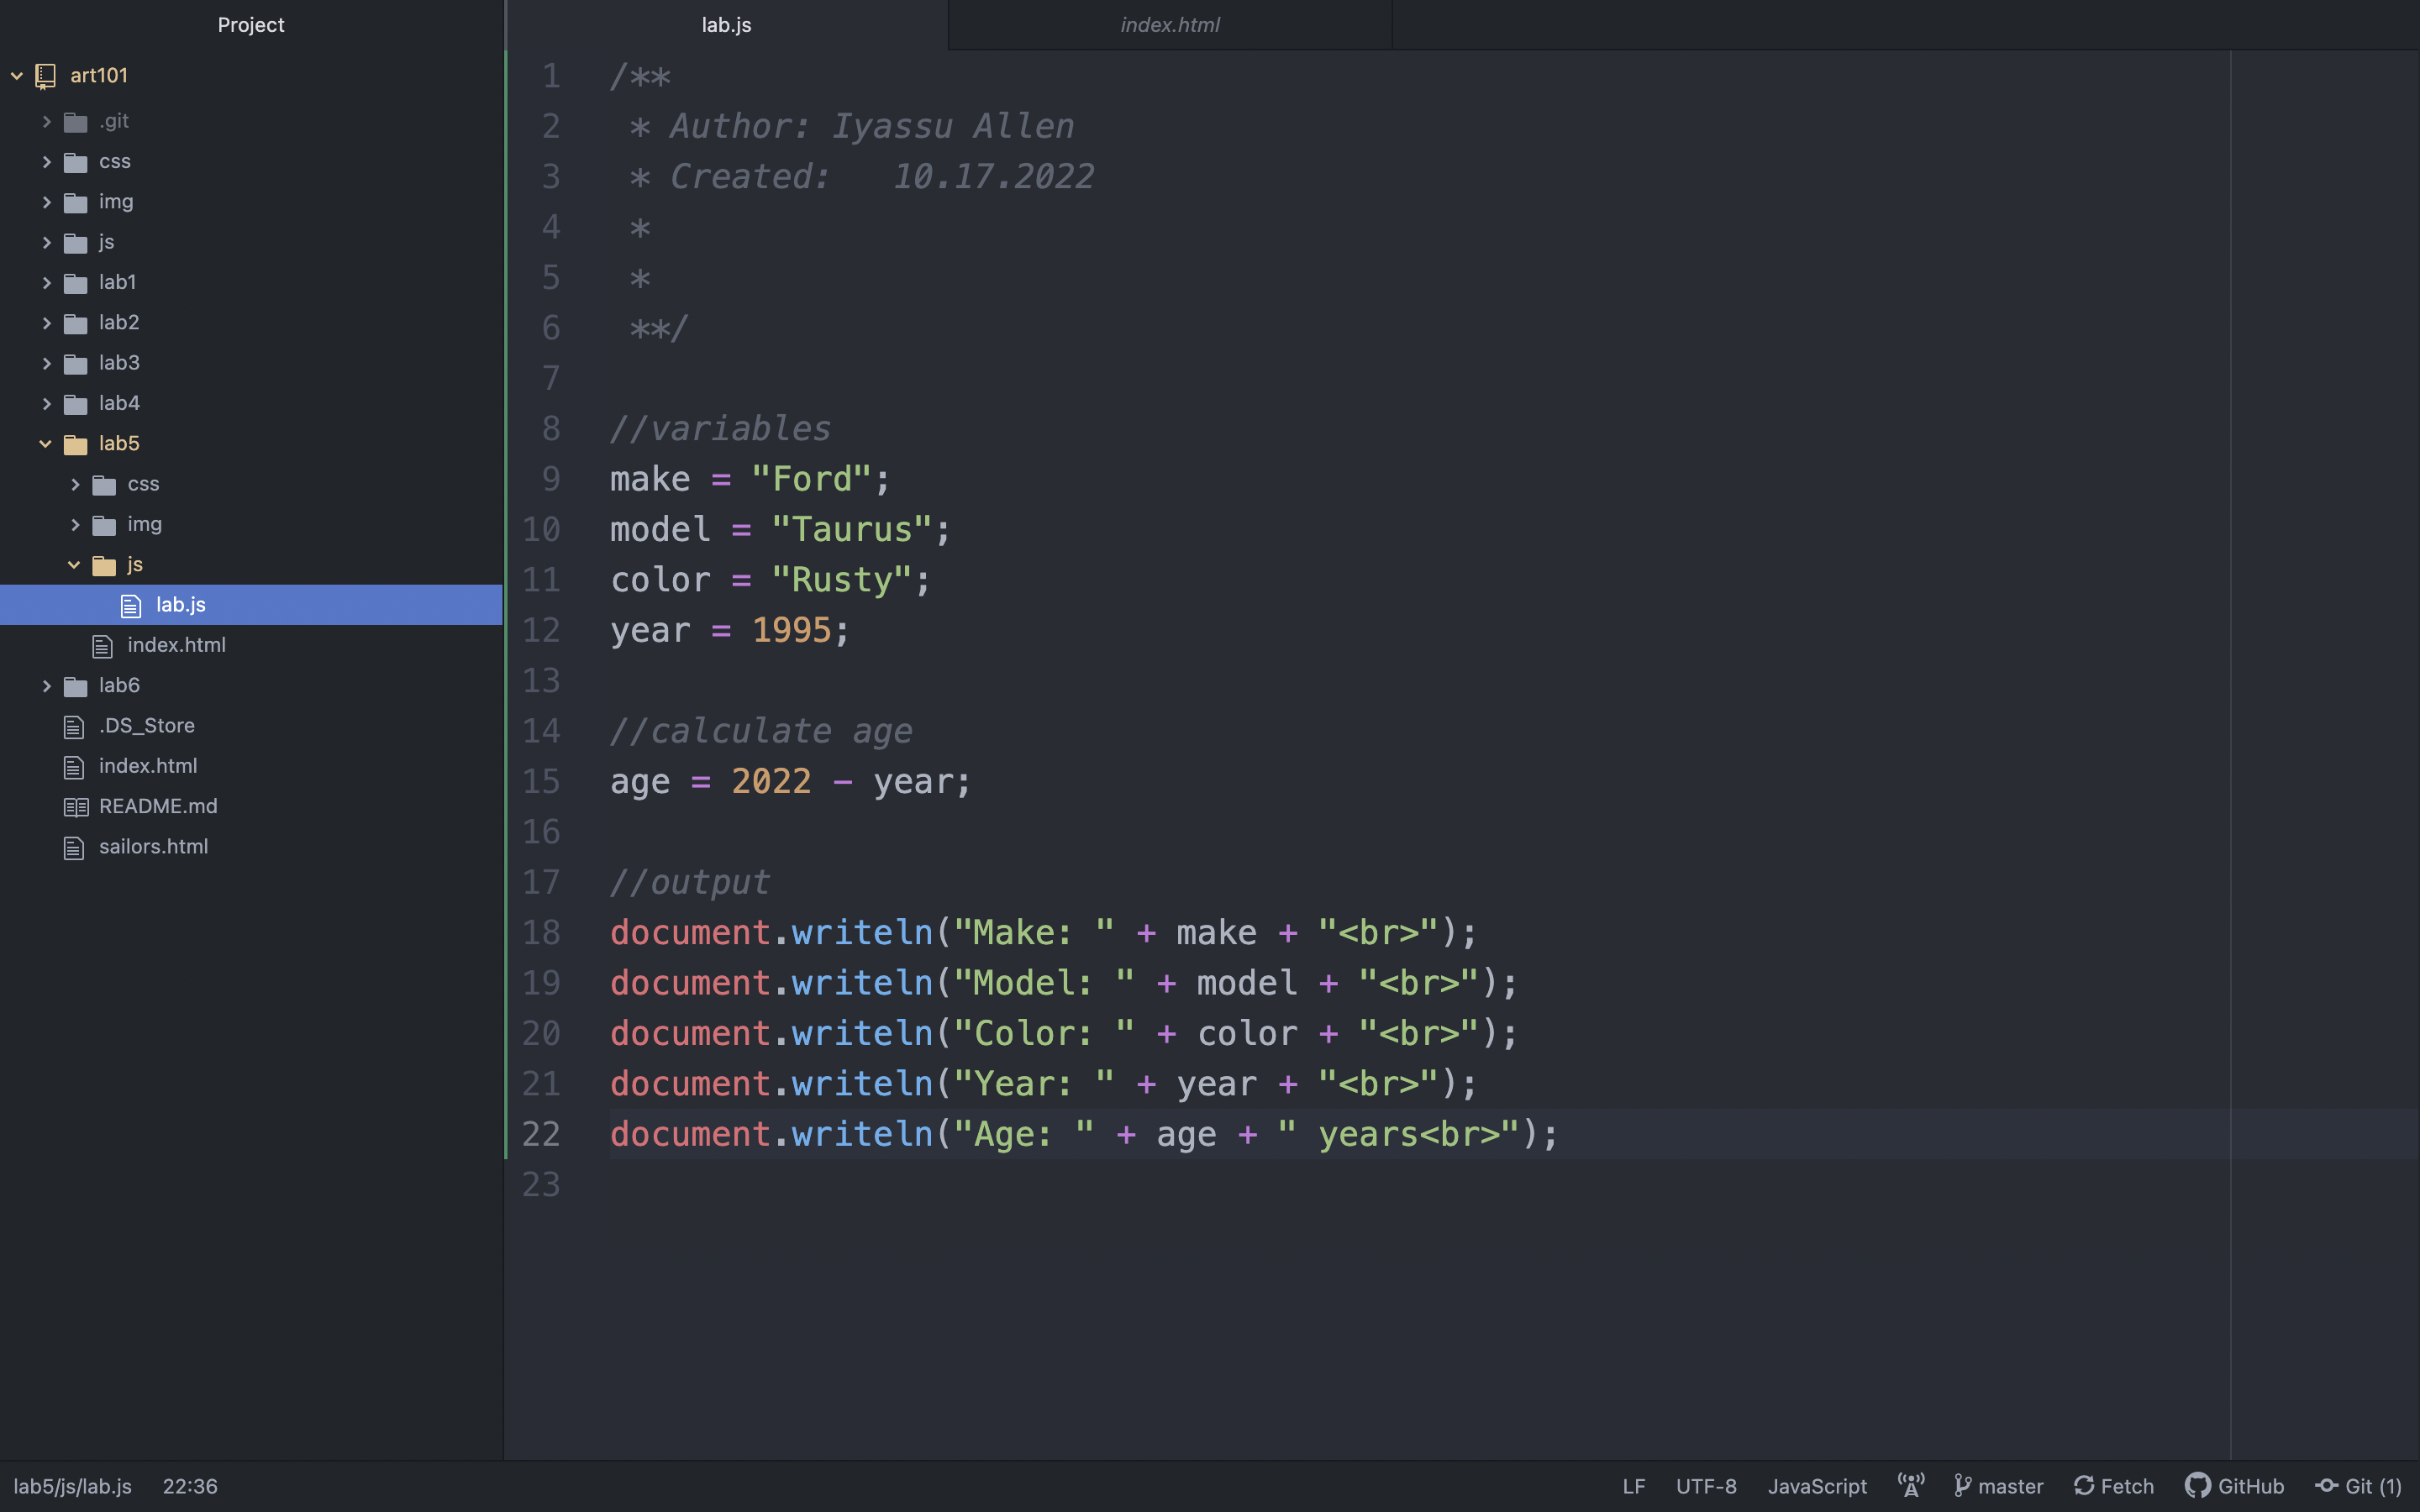 Project
art101
.git
css
img
js
lab1
lab2
lab3
lab4
lab5
css
img
js
lab.js
index.html
lab6
.DS_Store
index.html
README.md
sailors.html
lab.js
index.html
1 /**
2  * Author: Iyassu Allen
3  * Created:   10.17.2022
4  *
5  *
6  **/
7
8 //variables
9 make = "Ford";
10 model = "Taurus";
11 color = "Rusty";
12 year = 1995;
13
14 //calculate age
15 age = 2022 - year;
16
17 //output
18 document.writeln("Make: " + make + "<br>");
19 document.writeln("Model: " + model + "<br>");
20 document.writeln("Color: " + color + "<br>");
21 document.writeln("Year: " + year + "<br>");
22 document.writeln("Age: " + age + " years<br>");
23
lab5/js/lab.js 22:36 LF UTF-8 JavaScript master Fetch GitHub Git (1)